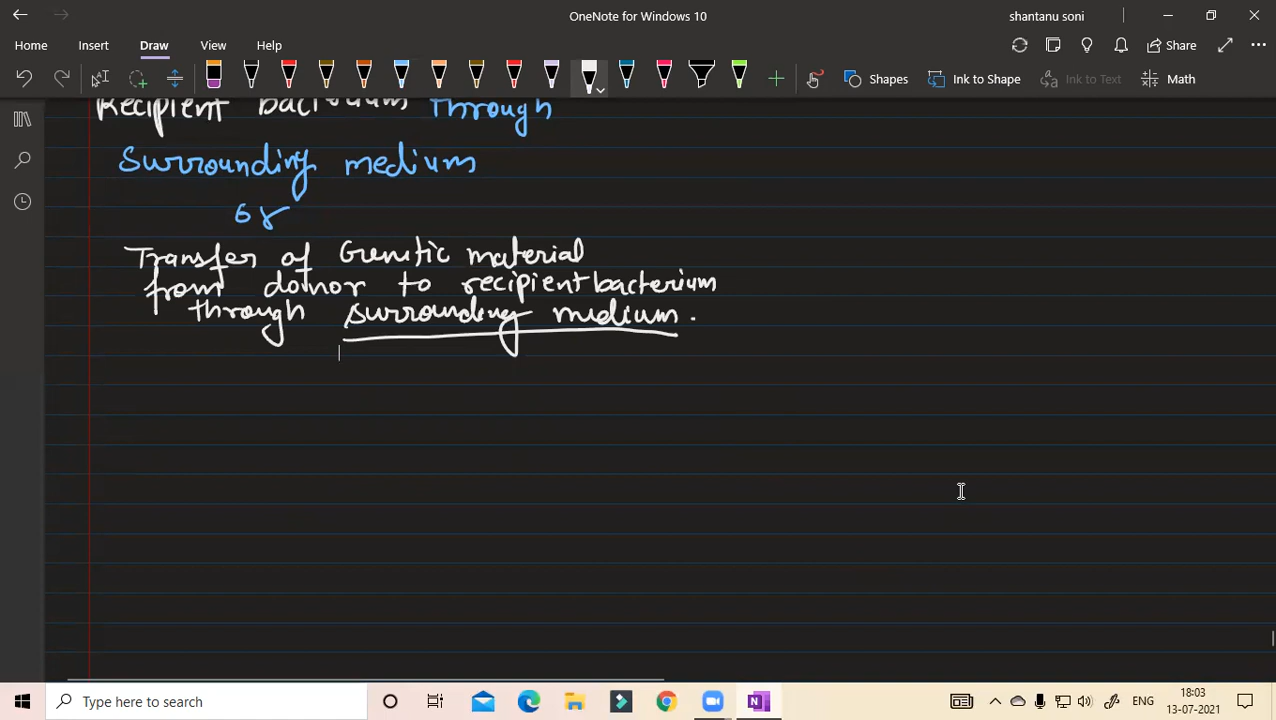 OneNote for Windows 10
shantanu soni
Home
Insert
Draw
View
Help
Share
Shapes
Ink to Shape
Ink to Text
Math
Recipient bacterium through
Surrounding medium
or
Transfer of Genetic material
from donor to recipient bacterium
through surrounding medium.
Type here to search
ENG
18:03
13-07-2021